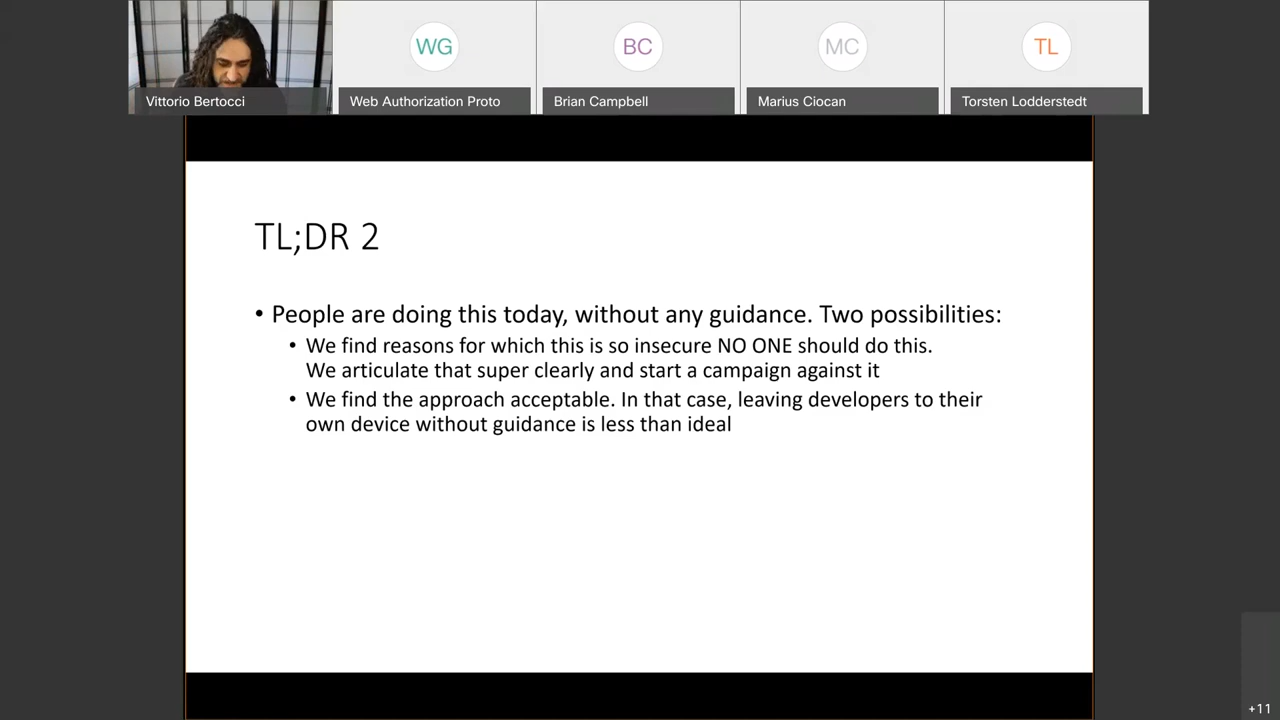 WG
BC
MC
TL
Vittorio Bertocci
Web Authorization Proto
Brian Campbell
Marius Ciocan
Torsten Lodderstedt
TL;DR 2
• People are doing this today, without any guidance. Two possibilities:
• We find reasons for which this is so insecure NO ONE should do this.
We articulate that super clearly and start a campaign against it
• We find the approach acceptable. In that case, leaving developers to their
own device without guidance is less than ideal
+11